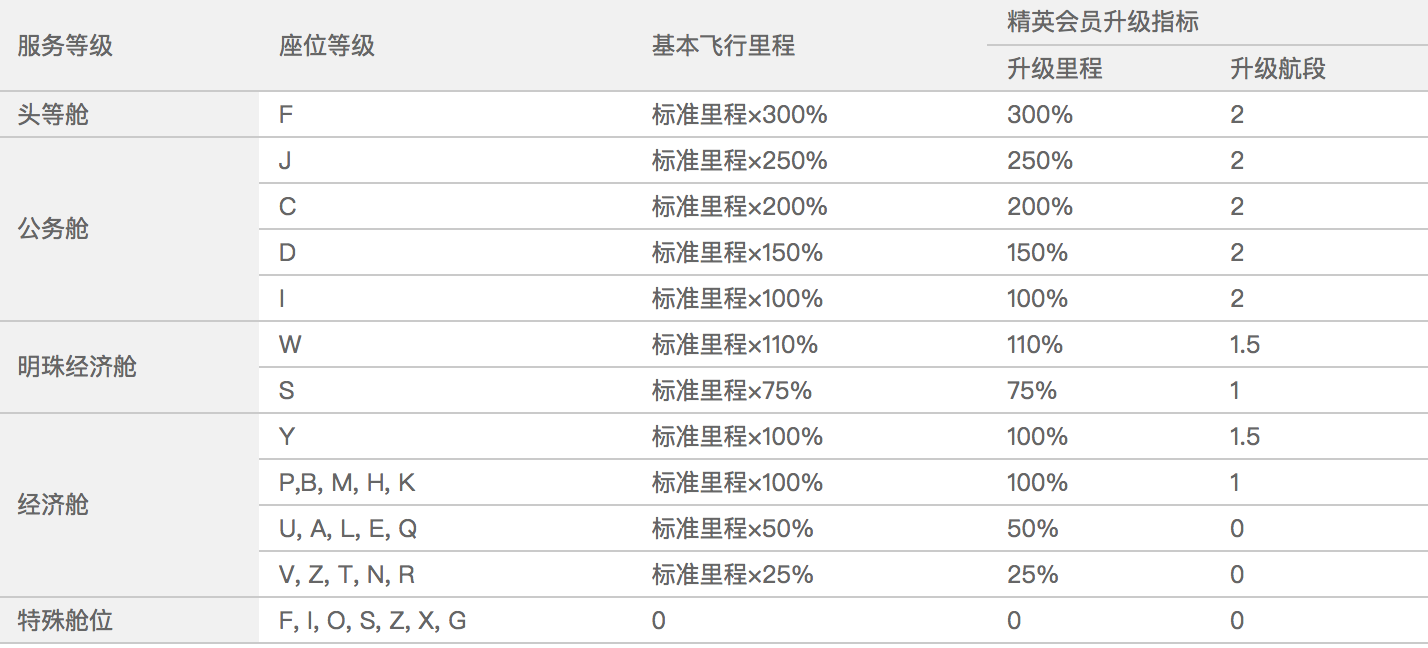 服务等级 座位等级 基本飞行里程 精英会员升级指标
升级里程 升级航段
头等舱 F 标准里程×300% 300% 2
公务舱 J 标准里程×250% 250% 2
C 标准里程×200% 200% 2
D 标准里程×150% 150% 2
I 标准里程×100% 100% 2
明珠经济舱 W 标准里程×110% 110% 1.5
S 标准里程×75% 75% 1
经济舱 Y 标准里程×100% 100% 1.5
P,B, M, H, K 标准里程×100% 100% 1
U, A, L, E, Q 标准里程×50% 50% 0
V, Z, T, N, R 标准里程×25% 25% 0
特殊舱位 F, I, O, S, Z, X, G 0 0 0